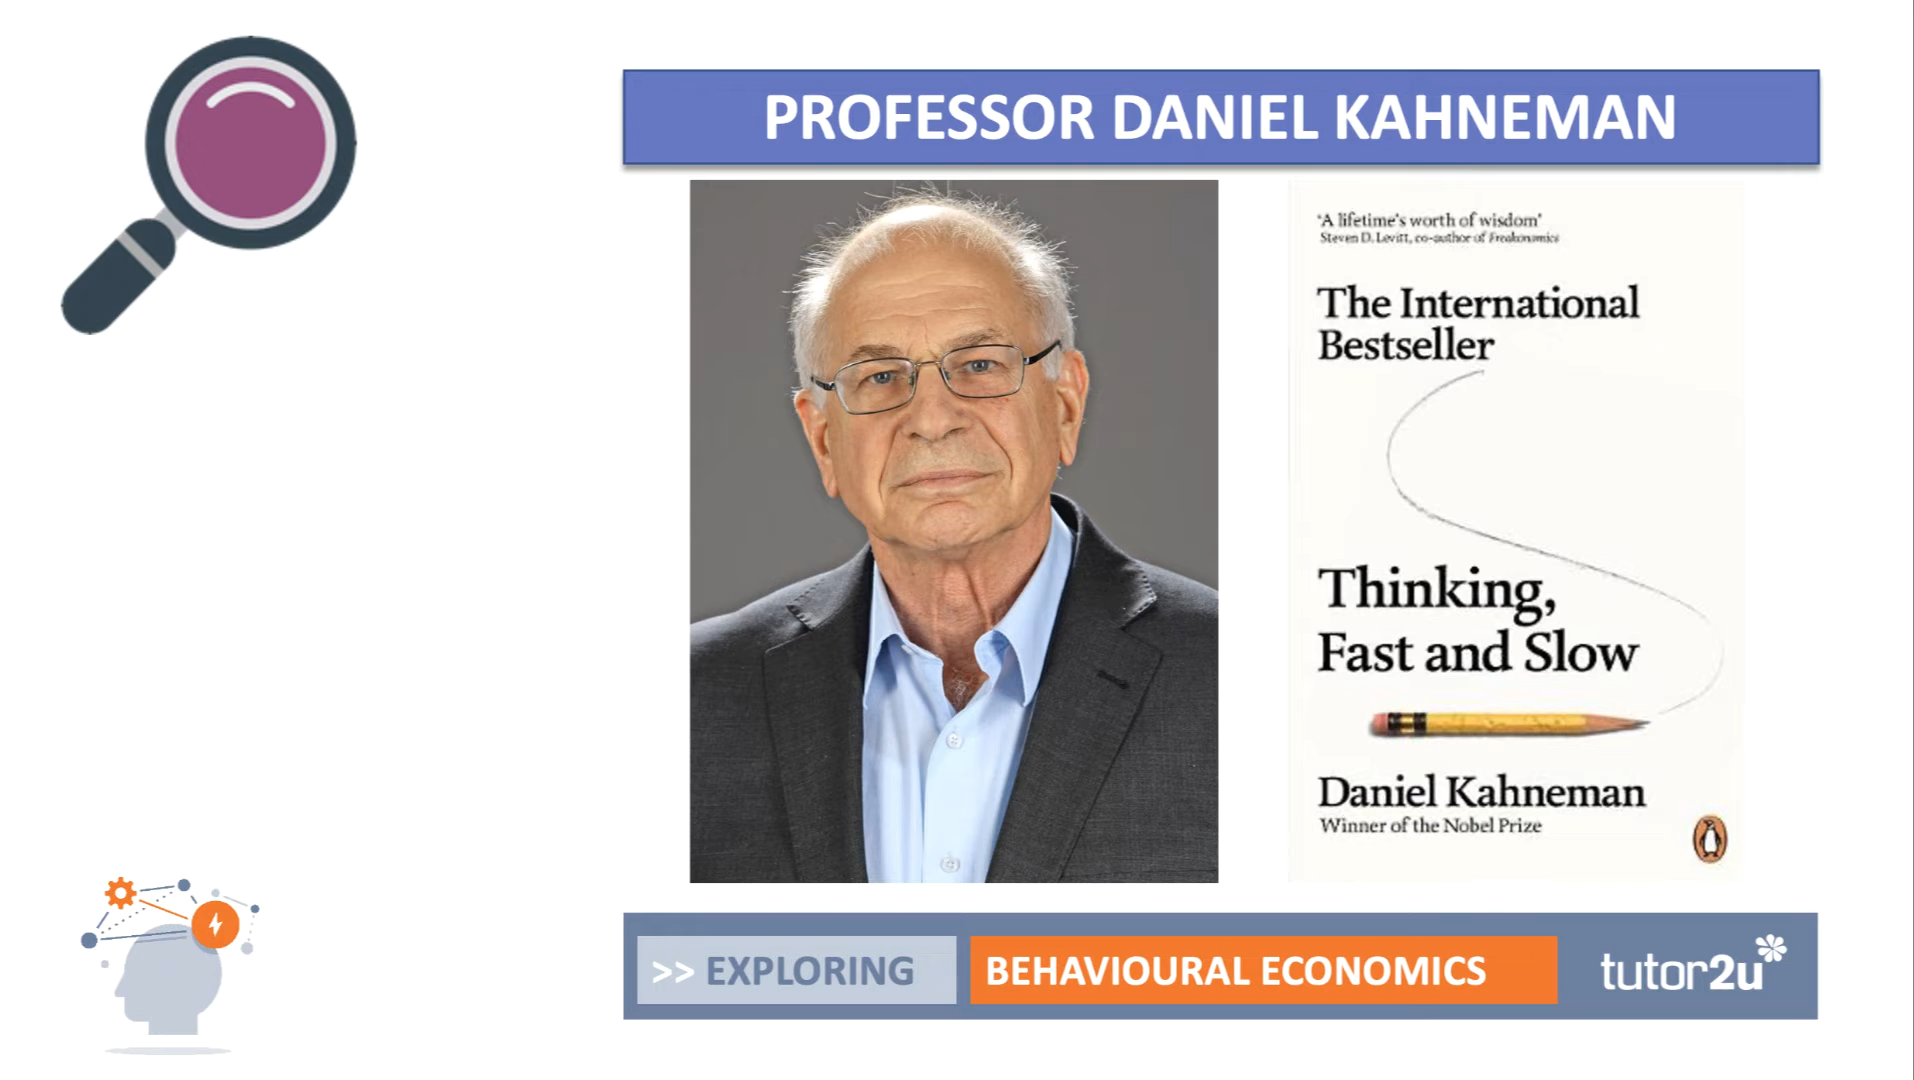 PROFESSOR DANIEL KAHNEMAN
'A lifetime's worth of wisdom'
Steven D. Levitt, co-author of Freakonomics
The International
Bestseller
Thinking,
Fast and Slow
Daniel Kahneman
Winner of the Nobel Prize
>> EXPLORING BEHAVIOURAL ECONOMICS tutor2u